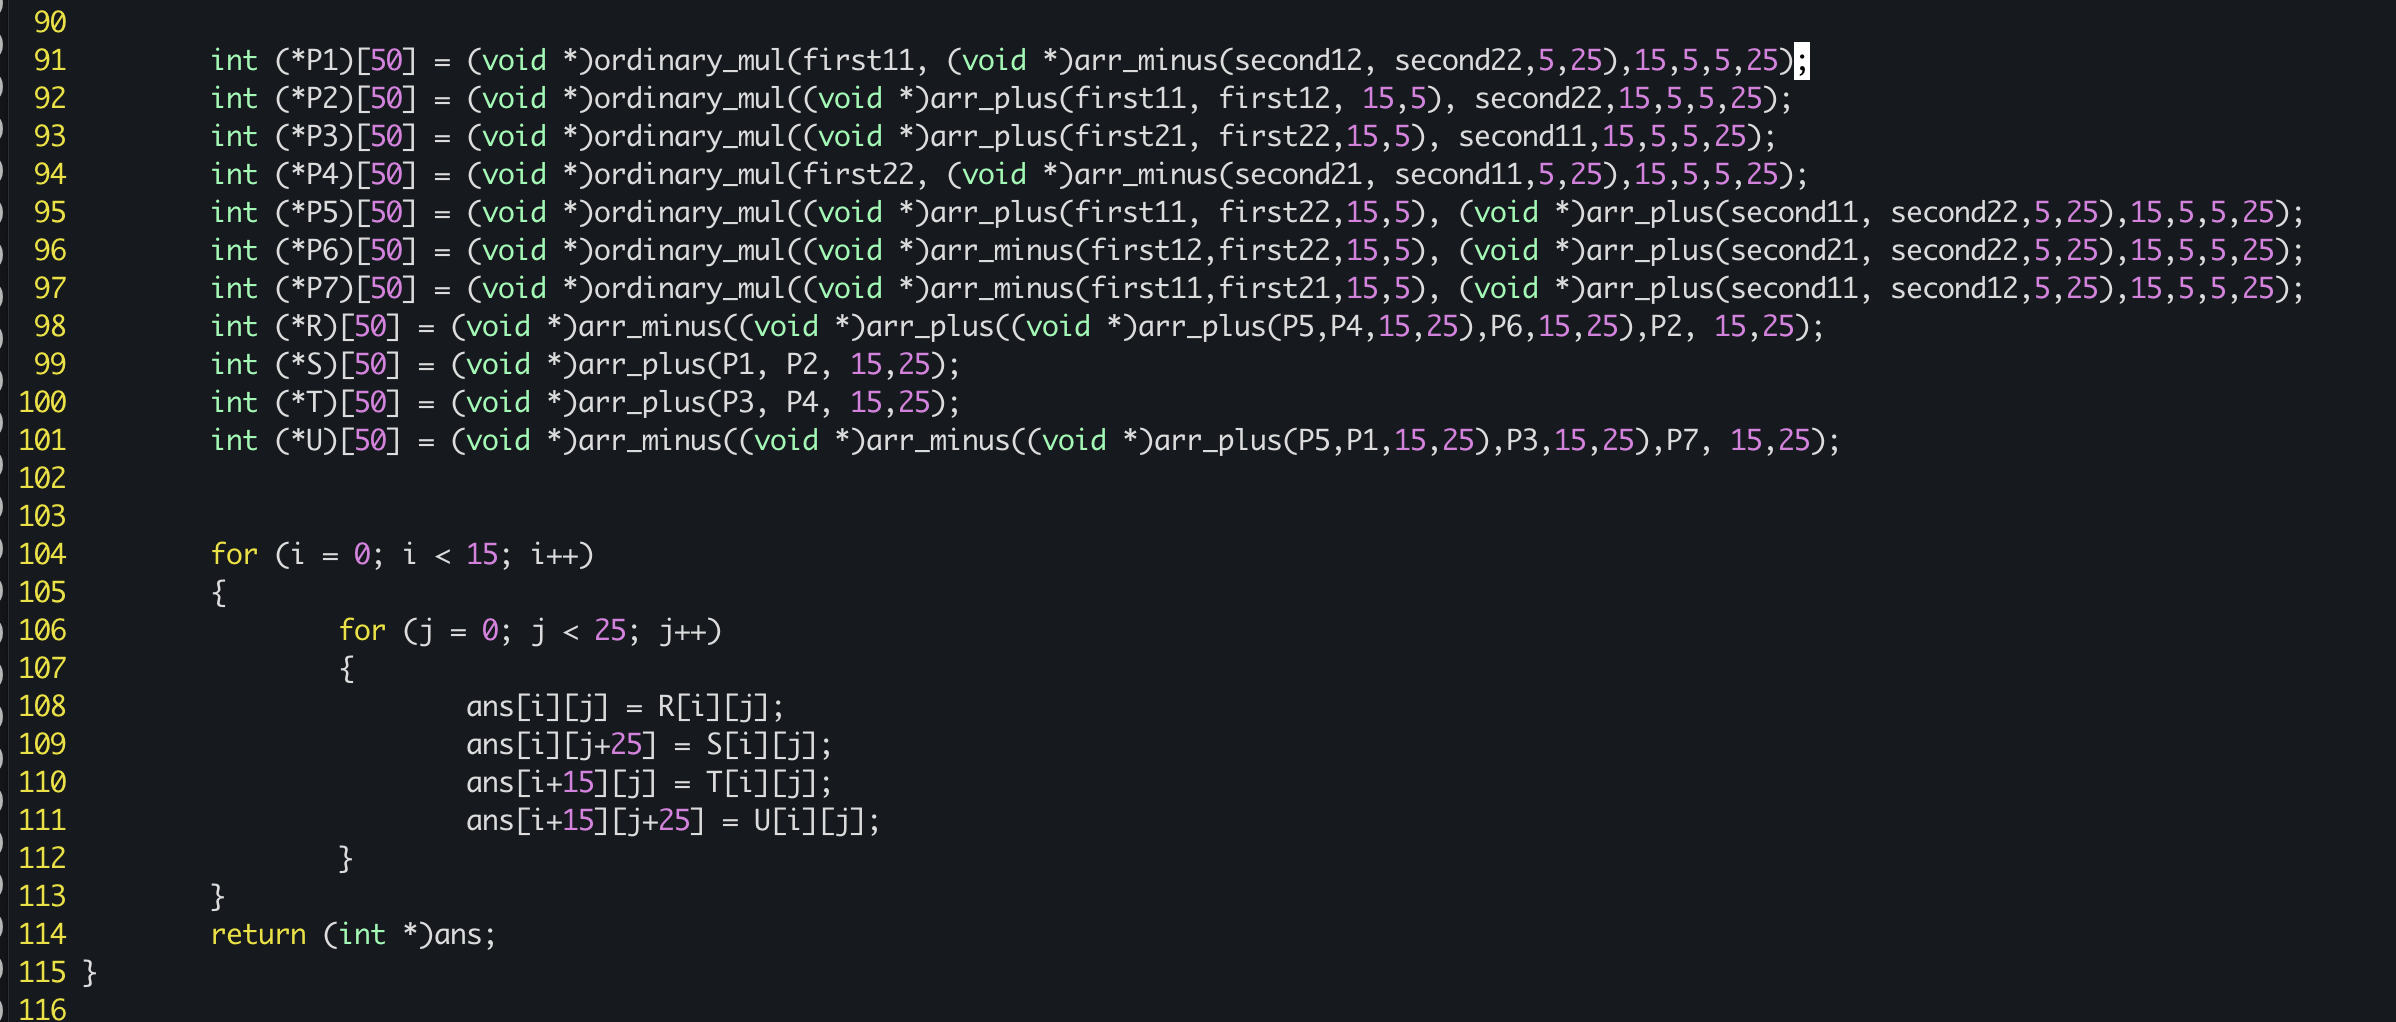 90
91 int (*P1)[50] = (void *)ordinary_mul(first11, (void *)arr_minus(second12, second22,5,25),15,5,5,25);
92 int (*P2)[50] = (void *)ordinary_mul((void *)arr_plus(first11, first12, 15,5), second22,15,5,5,25);
93 int (*P3)[50] = (void *)ordinary_mul((void *)arr_plus(first21, first22,15,5), second11,15,5,5,25);
94 int (*P4)[50] = (void *)ordinary_mul(first22, (void *)arr_minus(second21, second11,5,25),15,5,5,25);
95 int (*P5)[50] = (void *)ordinary_mul((void *)arr_plus(first11, first22,15,5), (void *)arr_plus(second11, second22,5,25),15,5,5,25);
96 int (*P6)[50] = (void *)ordinary_mul((void *)arr_minus(first12,first22,15,5), (void *)arr_plus(second21, second22,5,25),15,5,5,25);
97 int (*P7)[50] = (void *)ordinary_mul((void *)arr_minus(first11,first21,15,5), (void *)arr_plus(second11, second12,5,25),15,5,5,25);
98 int (*R)[50] = (void *)arr_minus((void *)arr_plus((void *)arr_plus(P5,P4,15,25),P6,15,25),P2, 15,25);
99 int (*S)[50] = (void *)arr_plus(P1, P2, 15,25);
100 int (*T)[50] = (void *)arr_plus(P3, P4, 15,25);
101 int (*U)[50] = (void *)arr_minus((void *)arr_minus((void *)arr_plus(P5,P1,15,25),P3,15,25),P7, 15,25);
102
103
104 for (i = 0; i < 15; i++)
105 {
106 for (j = 0; j < 25; j++)
107 {
108 ans[i][j] = R[i][j];
109 ans[i][j+25] = S[i][j];
110 ans[i+15][j] = T[i][j];
111 ans[i+15][j+25] = U[i][j];
112 }
113 }
114 return (int *)ans;
115 }
116